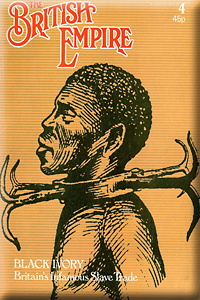 THE
BRITISH
EMPIRE
4
45p
BLACK IVORY
Britain's Infamous Slave Trade